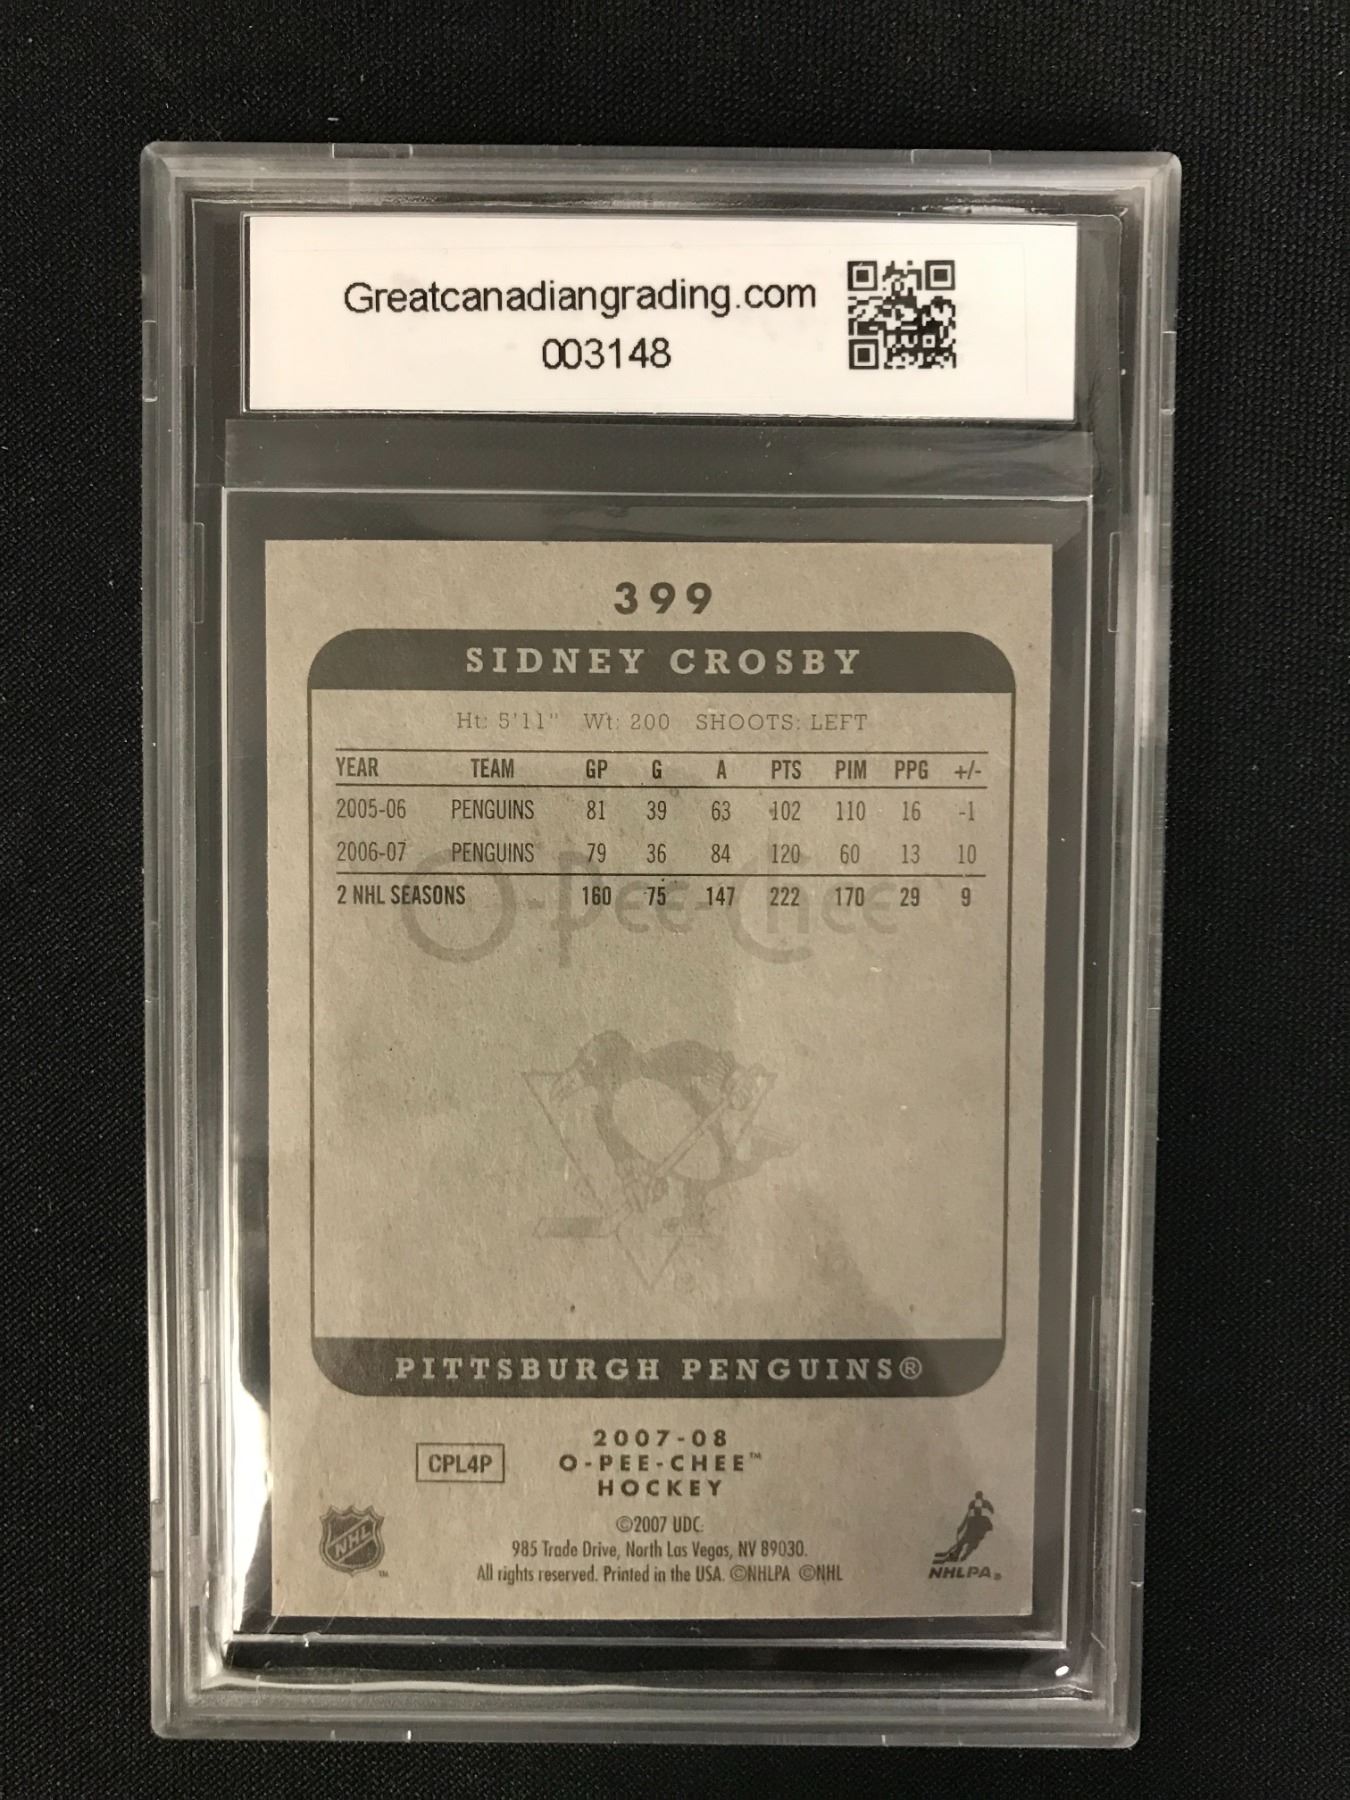 Greatcanadiangrading.com
003148
399
SIDNEY CROSBY
Ht: 5'11" Wt: 200 SHOOTS: LEFT
YEAR TEAM GP G A PTS PIM PPG +/-
2005-06 PENGUINS 81 39 63 102 110 16 -1
2006-07 PENGUINS 79 36 84 120 60 13 10
2 NHL SEASONS 160 75 147 222 170 29 9
O-PEE-CHEE
PITTSBURGH PENGUINS®
2007-08
CPL4P O-PEE-CHEE™
HOCKEY
NHL ™
©2007 UDC.
985 Trade Drive, North Las Vegas, NV 89030.
All rights reserved. Printed in the USA. ©NHLPA ©NHL
NHLPA®